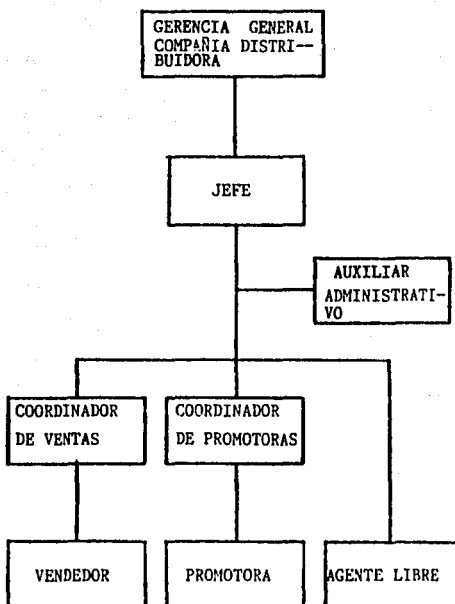 GERENCIA GENERAL
COMPAÑIA DISTRI--
BUIDORA
JEFE
AUXILIAR
ADMINISTRATI-
VO
COORDINADOR
DE VENTAS
COORDINADOR
DE PROMOTORAS
VENDEDOR
PROMOTORA
AGENTE LIBRE